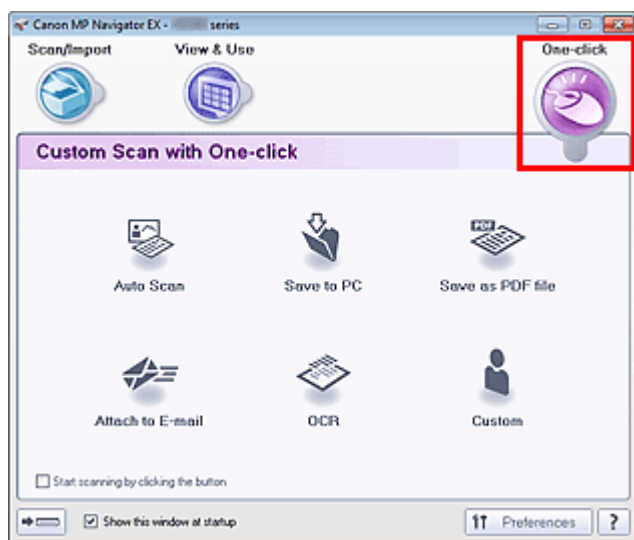 Canon MP Navigator EX - series
Scan/Import View & Use One-click
Custom Scan with One-click
Auto Scan Save to PC Save as PDF file
Attach to E-mail OCR Custom
Start scanning by clicking the button
Show this window at startup Preferences ?